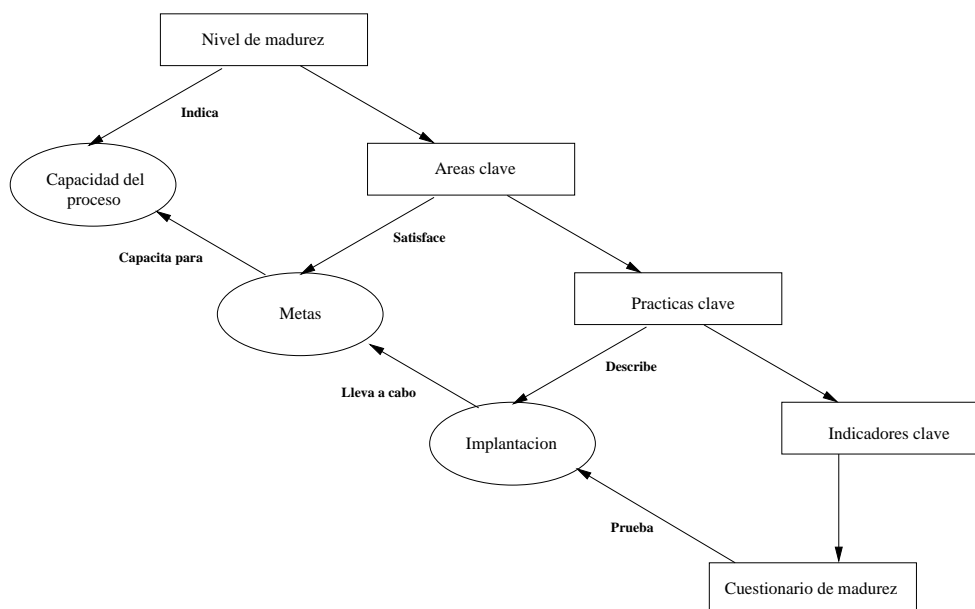 Nivel de madurez
Indica
Areas clave
Capacidad del
proceso
Satisface
Capacita para
Practicas clave
Metas
Describe
Lleva a cabo
Indicadores clave
Implantacion
Prueba
Cuestionario de madurez